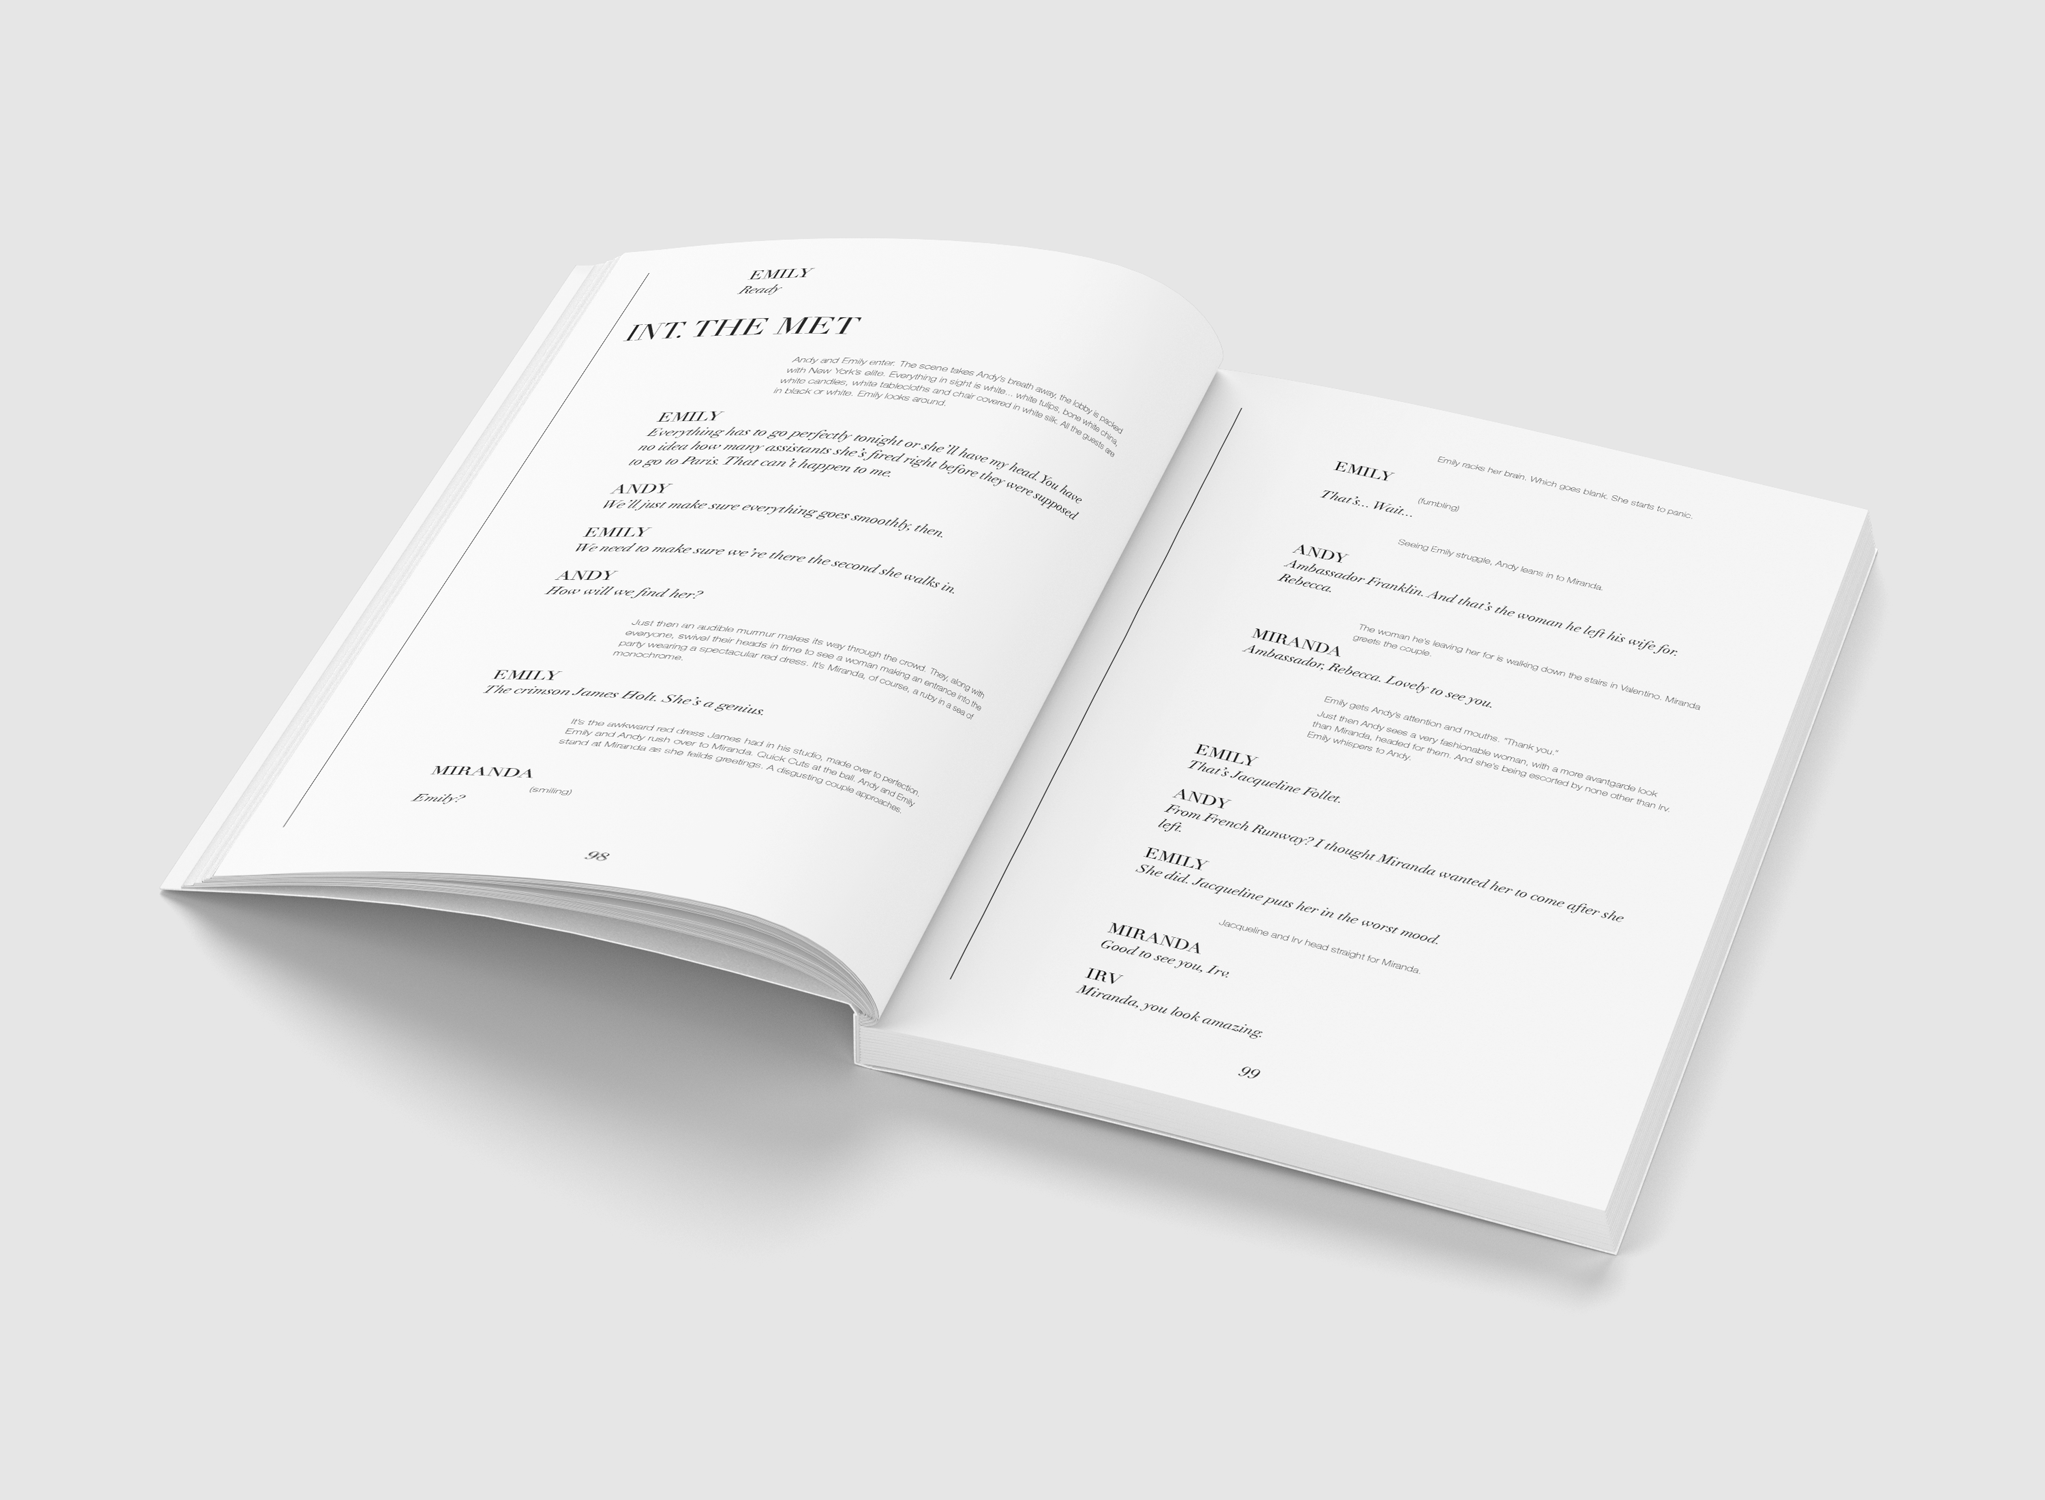 EMILY
Ready
INT. THE MET
Andy and Emily enter. The scene takes Andy's breath away, the lobby is packed
with New York's elite. Everything in sight is white... white tulips, bone white china,
white candles, white tablecloths and chair covered in white silk. All the guests are
in black or white. Emily looks around.
EMILY
Everything has to go perfectly tonight or she'll have my head. You have
no idea how many assistants she's fired right before they were supposed
to go to Paris. That can't happen to me.
ANDY
We'll just make sure everything goes smoothly, then.
EMILY
We need to make sure we're there the second she walks in.
ANDY
How will we find her?
Just then an audible murmur makes its way through the crowd. They, along with
everyone, swivel their heads in time to see a woman making an entrance into the
party wearing a spectacular red dress. It's Miranda, of course, a ruby in a sea of
monochrome.
EMILY
The crimson James Holt. She's a genius.
It's the awkward red dress James had in his studio, made over to perfection.
Emily and Andy rush over to Miranda. Quick Cuts at the ball. Andy and Emily
stand at Miranda as she feilds greetings. A disgusting couple approaches.
MIRANDA
(smiling)
Emily?
98
Emily racks her brain. Which goes blank. She starts to panic.
EMILY
(fumbling)
That's... Wait...
Seeing Emily struggle, Andy leans in to Miranda.
ANDY
Ambassador Franklin. And that's the woman he left his wife for.
Rebecca.
The woman he's leaving her for is walking down the stairs in Valentino. Miranda
greets the couple.
MIRANDA
Ambassador, Rebecca. Lovely to see you.
Emily gets Andy's attention and mouths. "Thank you."
Just then Andy sees a very fashionable woman, with a more avantgarde look
than Miranda, headed for them. And she's being escorted by none other than Irv.
Emily whispers to Andy.
EMILY
That's Jacqueline Follet.
ANDY
From French Runway? I thought Miranda wanted her to come after she
left.
EMILY
She did. Jacqueline puts her in the worst mood.
Jacqueline and Irv head straight for Miranda.
MIRANDA
Good to see you, Irv.
IRV
Miranda, you look amazing.
99